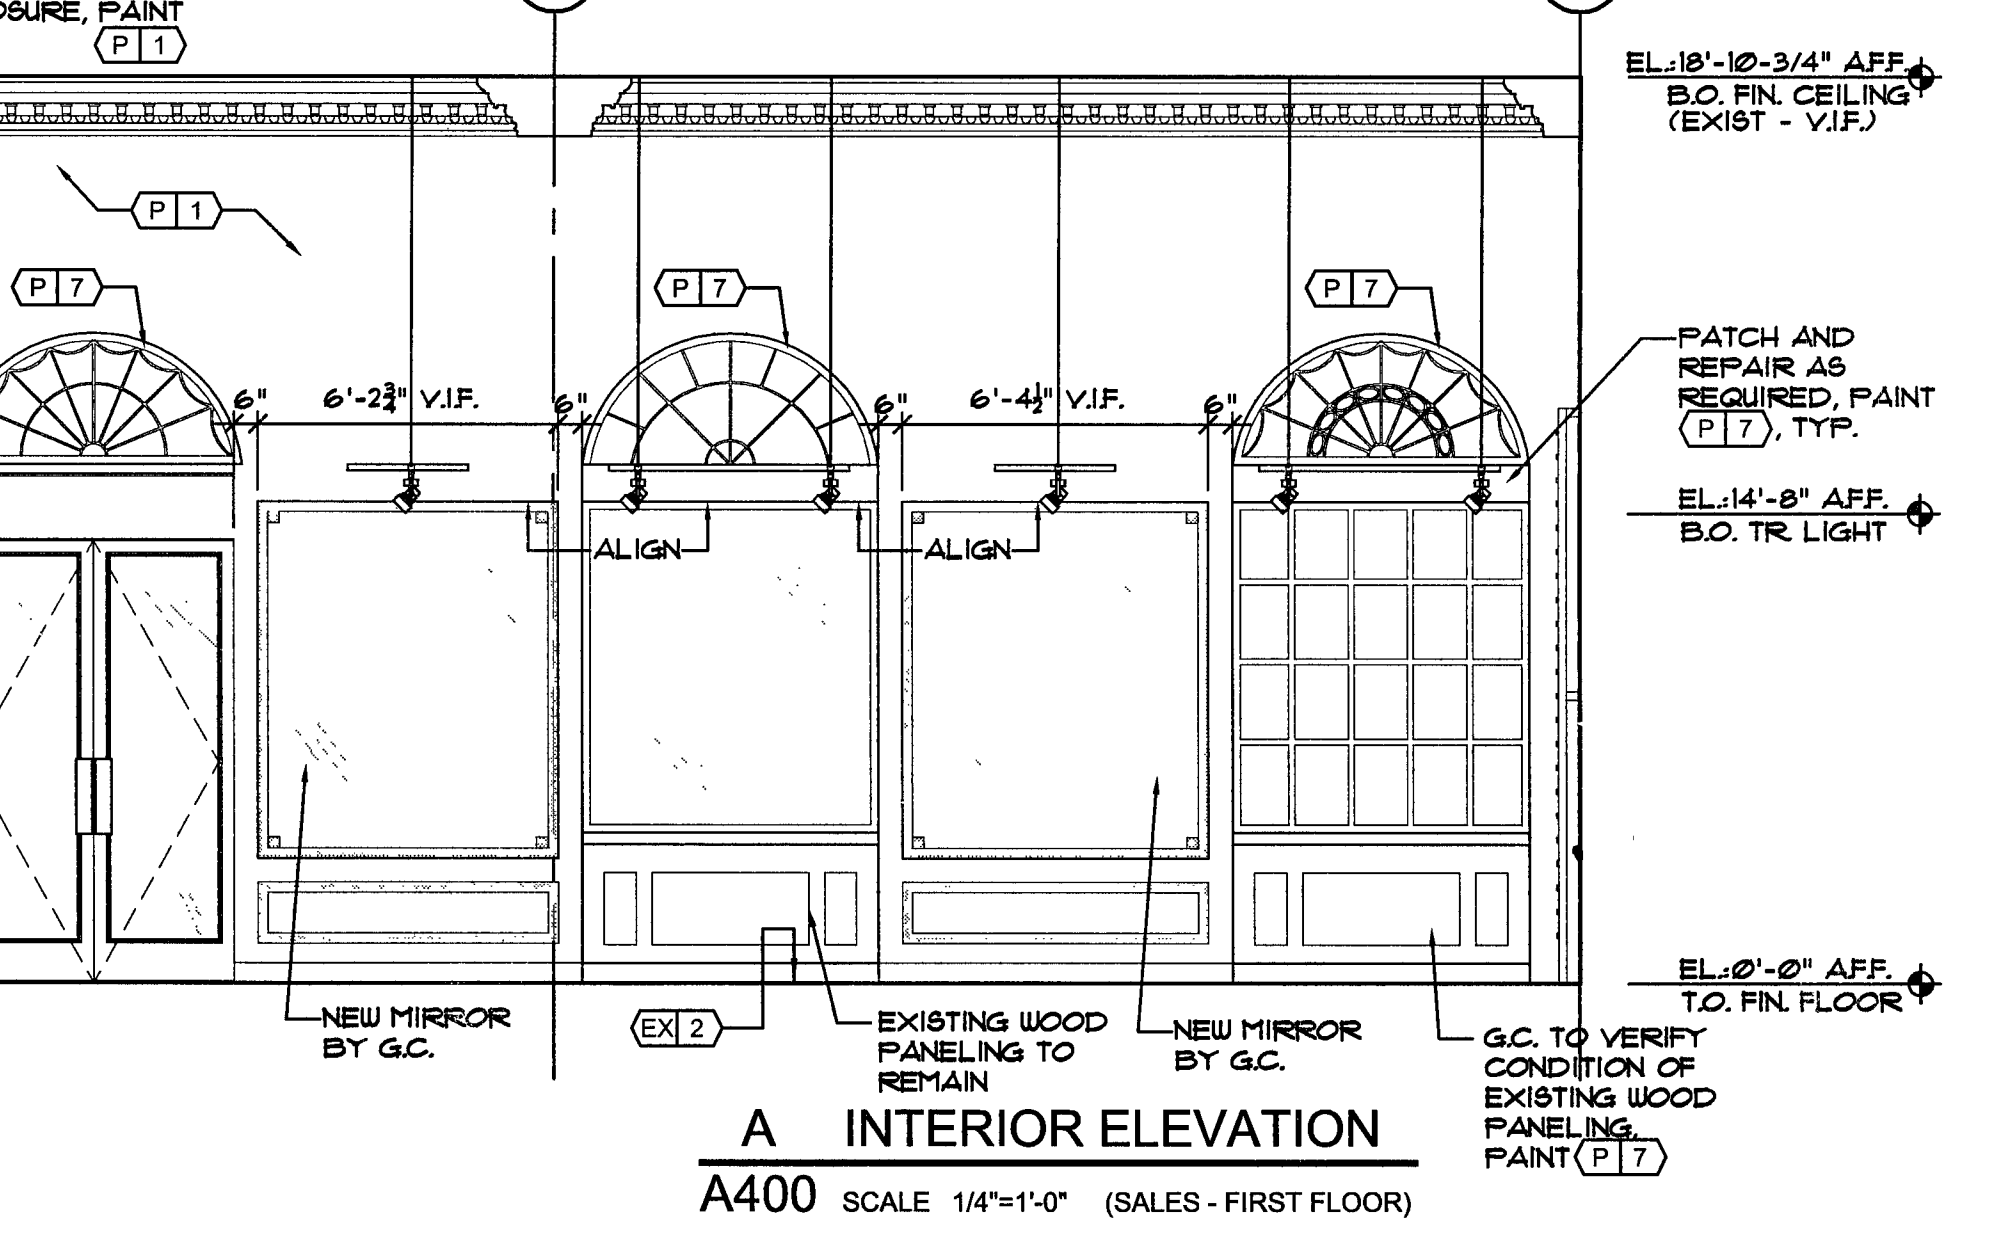 OSURE, PAINT
P 1
EL.:18'-10-3/4" A.F.F.
B.O. FIN. CEILING
(EXIST - V.I.F.)
P 1
P 7
P 7
P 7
PATCH AND
REPAIR AS
REQUIRED, PAINT
P 7 , TYP.
6" 6'-2¾" V.I.F. 6" 6" 6'-4½" V.I.F. 6"
EL.:14'-8" A.F.F.
B.O. TR LIGHT
ALIGN
ALIGN
EL.:0'-0" A.F.F.
T.O. FIN. FLOOR
NEW MIRROR
BY G.C.
EX 2
EXISTING WOOD
PANELING TO
REMAIN
NEW MIRROR
BY G.C.
G.C. TO VERIFY
CONDITION OF
EXISTING WOOD
PANELING,
PAINT P 7
A INTERIOR ELEVATION
A400 SCALE 1/4"=1'-0" (SALES - FIRST FLOOR)